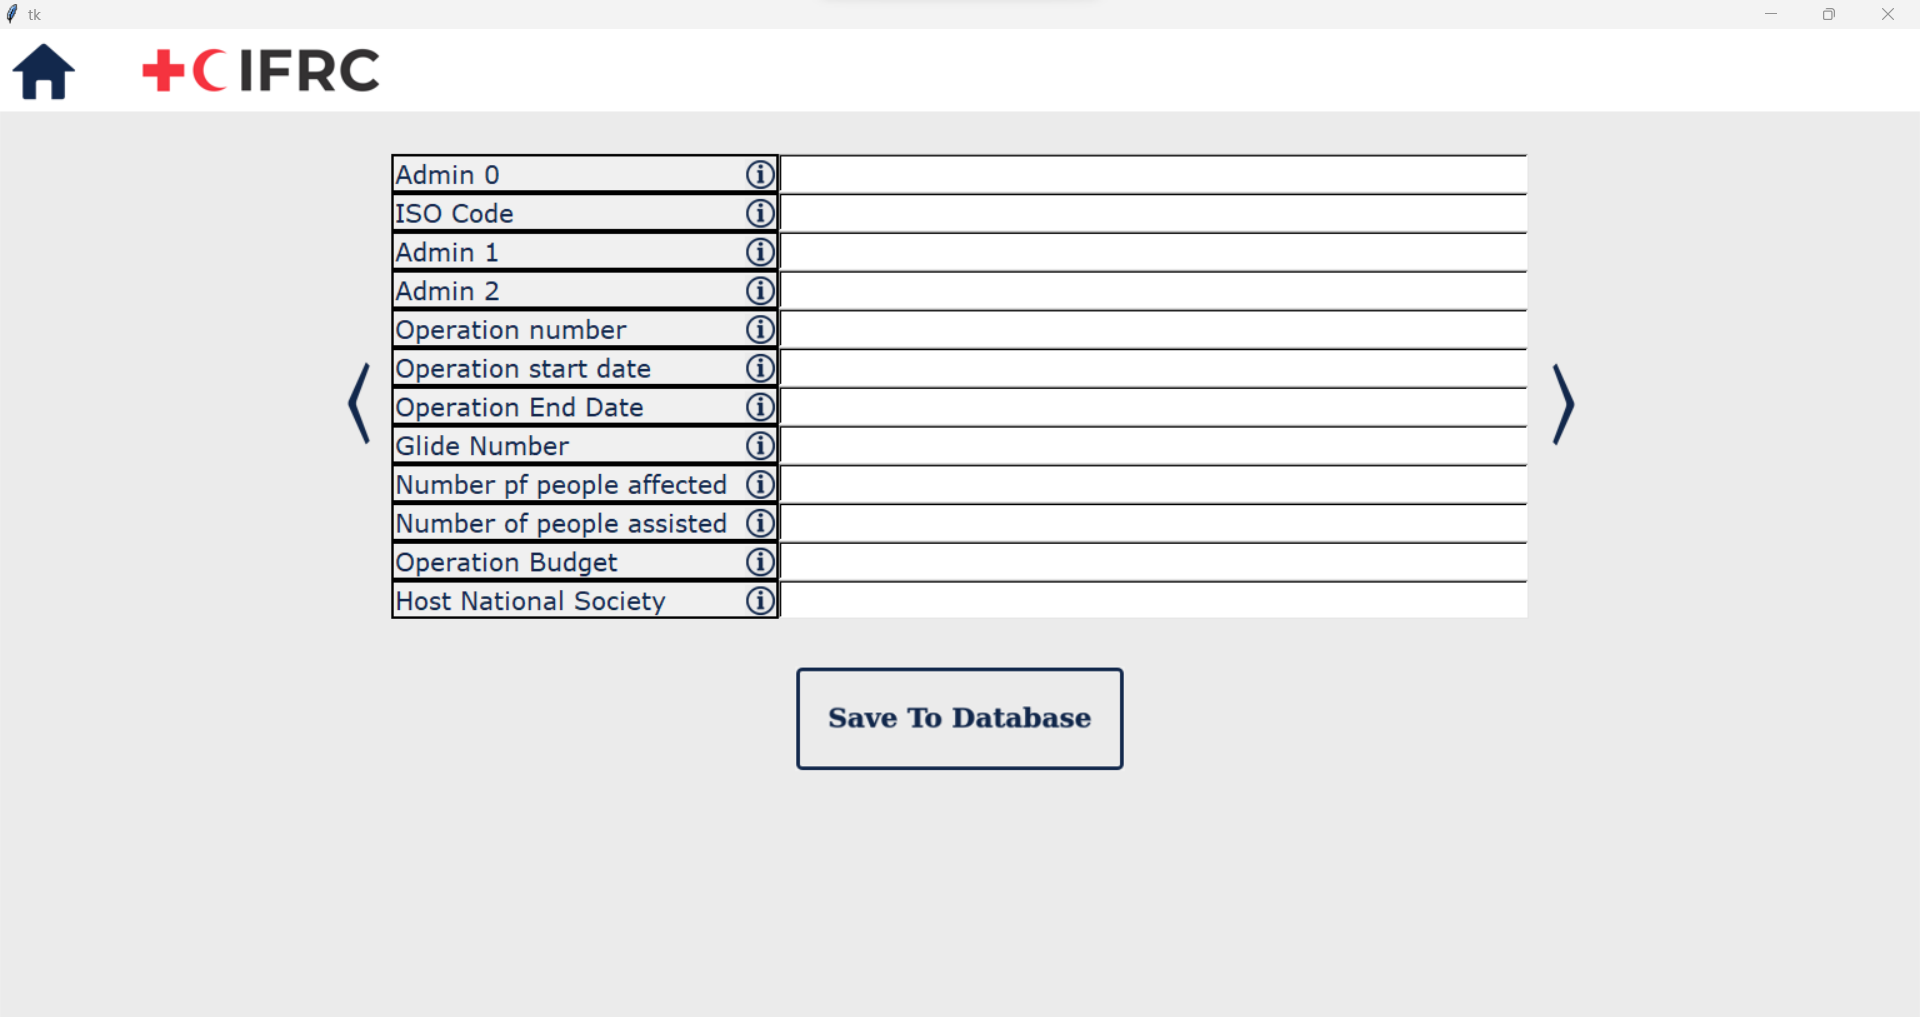 tk
IFRC
Admin 0
ISO Code
Admin 1
Admin 2
Operation number
Operation start date
Operation End Date
Glide Number
Number pf people affected
Number of people assisted
Operation Budget
Host National Society
Save To Database